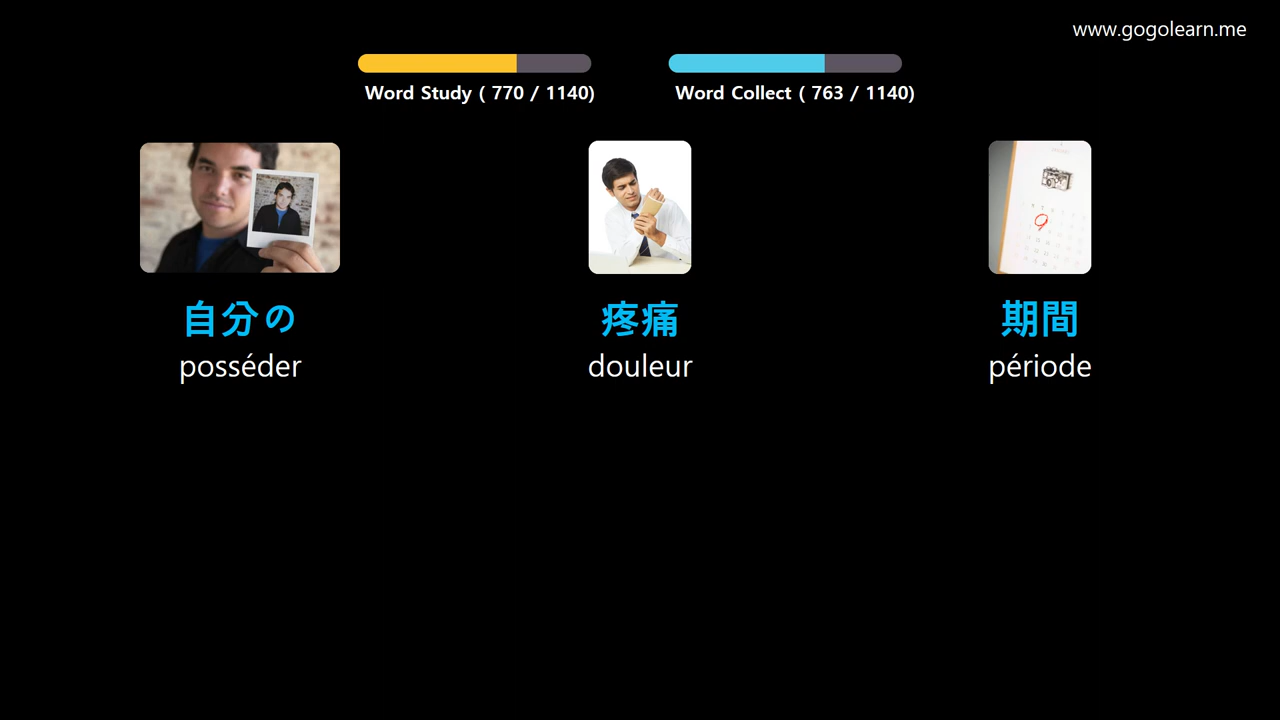 www.gogolearn.me
Word Study ( 770 / 1140)
Word Collect ( 763 / 1140)
自分の
疼痛
期間
posséder
douleur
période